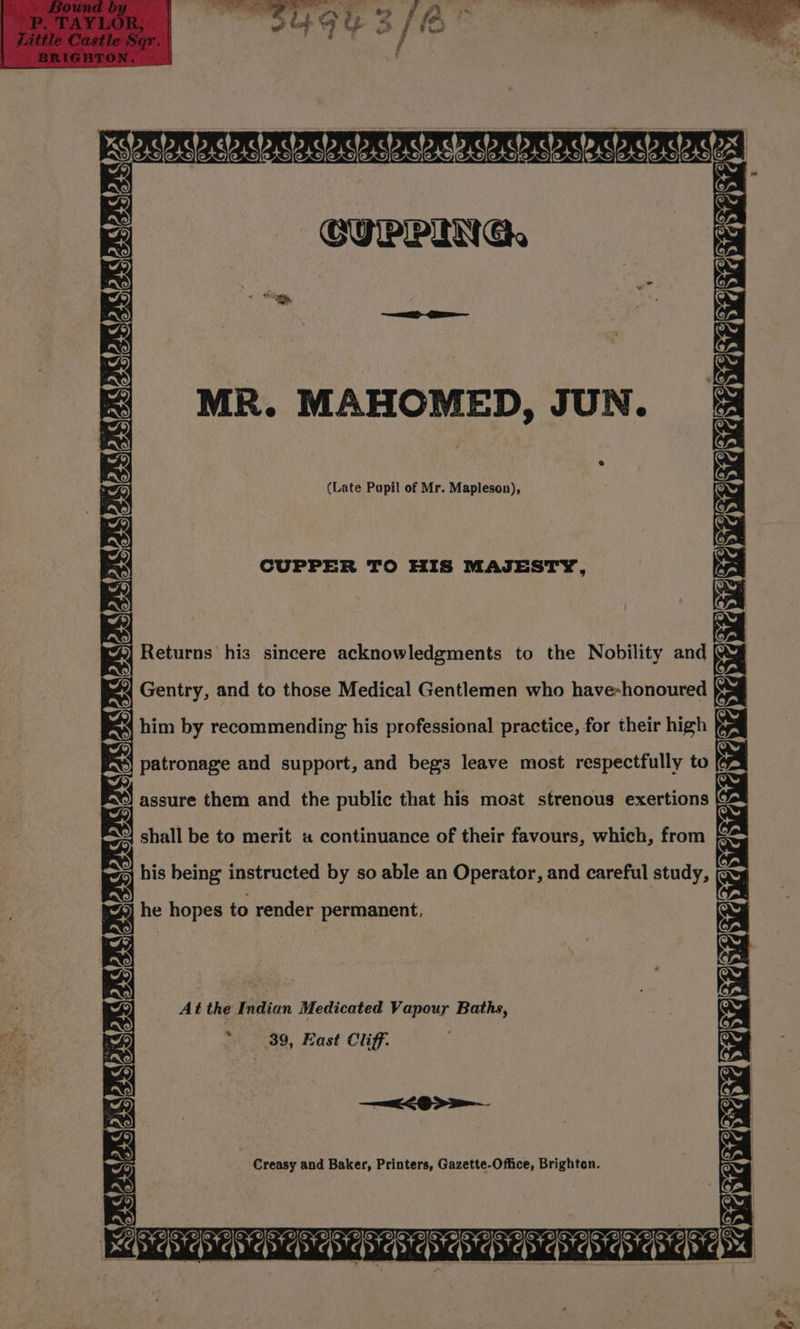 Bound by
P. TAYLOR,
Little Castle Sqr.
BRIGHTON.
34943/B
CUPPING.
MR. MAHOMED, JUN.
(Late Pupil of Mr. Mapleson),
CUPPER TO HIS MAJESTY,
Returns his sincere acknowledgments to the Nobility and
Gentry, and to those Medical Gentlemen who have honoured
him by recommending his professional practice, for their high
patronage and support, and begs leave most respectfully to
assure them and the public that his most strenous exertions
shall be to merit a continuance of their favours, which, from
his being instructed by so able an Operator, and careful study,
he hopes to render permanent.
At the Indian Medicated Vapour Baths,
39, East Cliff.
Creasy and Baker, Printers, Gazette-Office, Brighton.